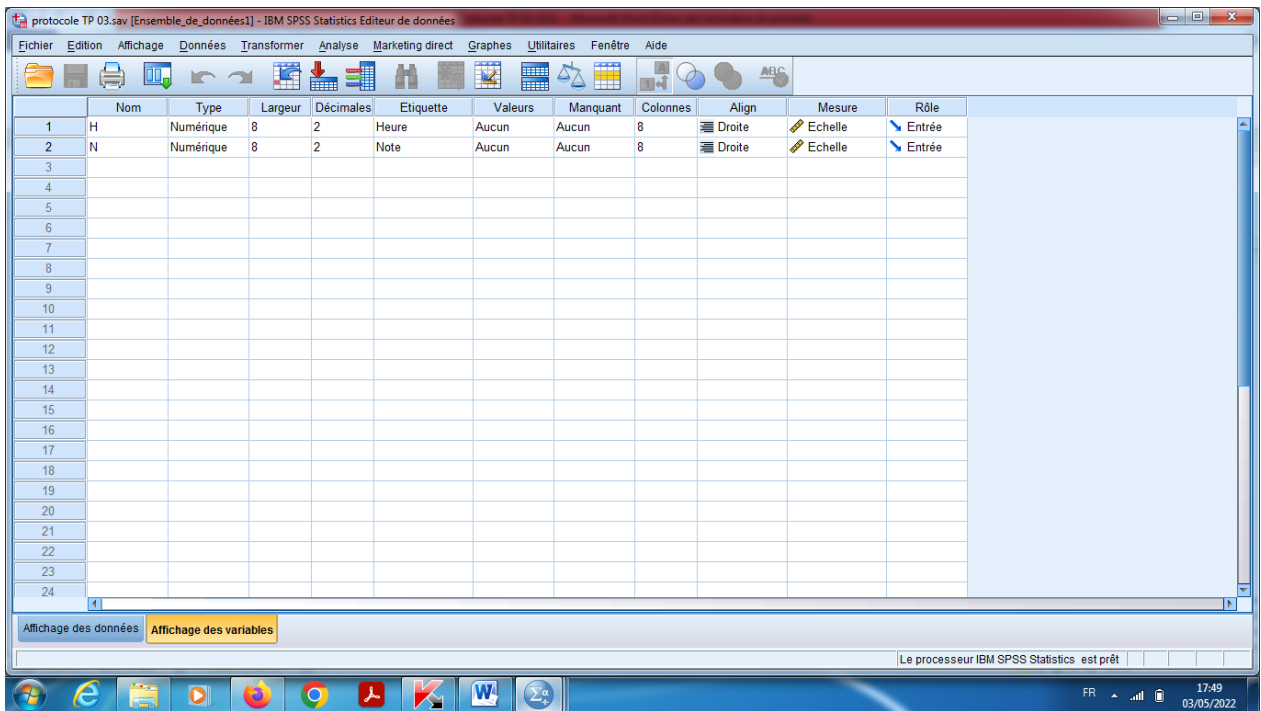 protocole TP 03.sav [Ensemble_de_données1] - IBM SPSS Statistics Editeur de données
Fichier Edition Affichage Données Transformer Analyse Marketing direct Graphes Utilitaires Fenêtre Aide
Nom Type Largeur Décimales Etiquette Valeurs Manquant Colonnes Align Mesure Rôle
1 H Numérique 8 2 Heure Aucun Aucun 8 Droite Echelle Entrée
2 N Numérique 8 2 Note Aucun Aucun 8 Droite Echelle Entrée
3
4
5
6
7
8
9
10
11
12
13
14
15
16
17
18
19
20
21
22
23
24
Affichage des données Affichage des variables
Le processeur IBM SPSS Statistics est prêt
FR 17:49
03/05/2022